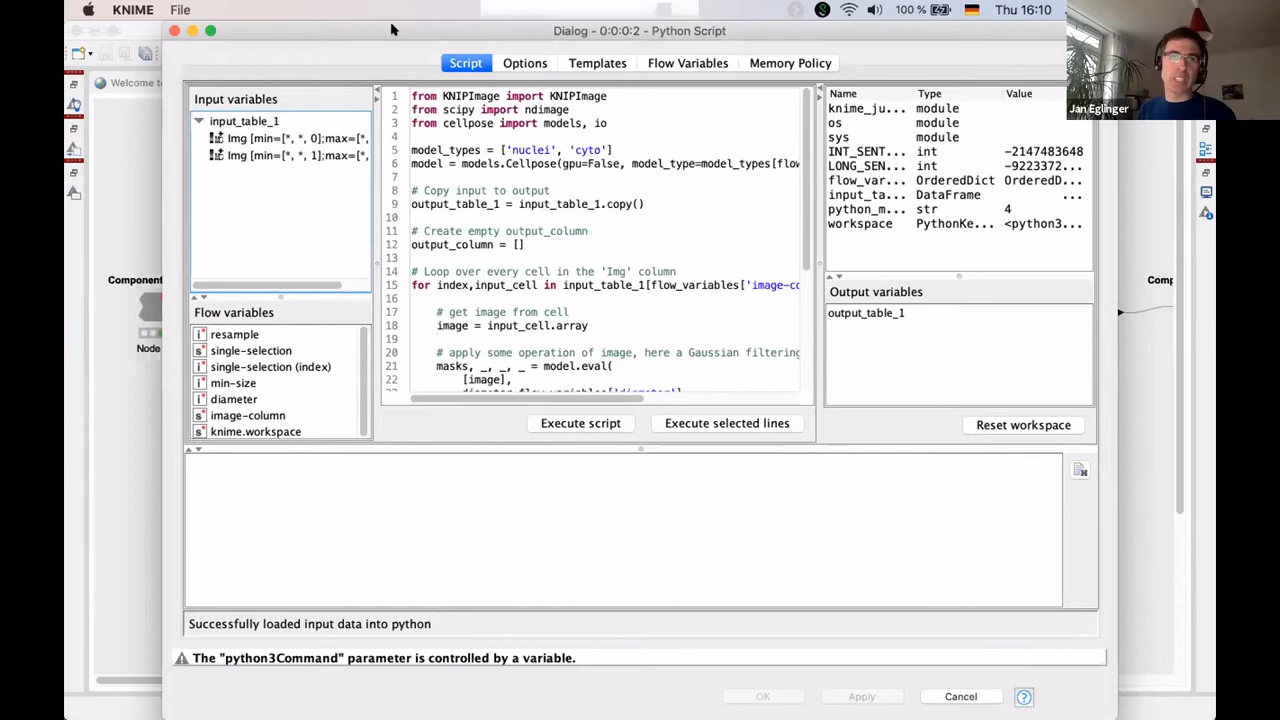 KNIME File 100 % Thu 16:10
Dialog - 0:0:0:2 - Python Script
Jan Eglinger
Welcome to
Script Options Templates Flow Variables Memory Policy
Input variables
input_table_1
Img [min=[*, *, 0];max=[*,
Img [min=[*, *, 1];max=[*,
Flow variables
resample
single-selection
single-selection (index)
min-size
diameter
image-column
knime.workspace
1 from KNIPImage import KNIPImage
2 from scipy import ndimage
3 from cellpose import models, io
4
5 model_types = ['nuclei', 'cyto']
6 model = models.Cellpose(gpu=False, model_type=model_types[flow
7
8 # Copy input to output
9 output_table_1 = input_table_1.copy()
10
11 # Create empty output_column
12 output_column = []
13
14 # Loop over every cell in the 'Img' column
15 for index,input_cell in input_table_1[flow_variables['image-co
16
17 # get image from cell
18 image = input_cell.array
19
20 # apply some operation of image, here a Gaussian filtering
21 masks, _, _, _ = model.eval(
22 [image],
diameter=flow_variables['diameter']
Execute script Execute selected lines
Name Type Value
knime_ju... module
os module
sys module
INT_SENT... int -2147483648
LONG_SEN... int -9223372...
flow_var... OrderedDict OrderedD...
input_ta... DataFrame ...
python_m... str 4
workspace PythonKe... <python3...
Output variables
output_table_1
Reset workspace
Component
Node
Comp
Successfully loaded input data into python
The "python3Command" parameter is controlled by a variable.
OK Apply Cancel ?